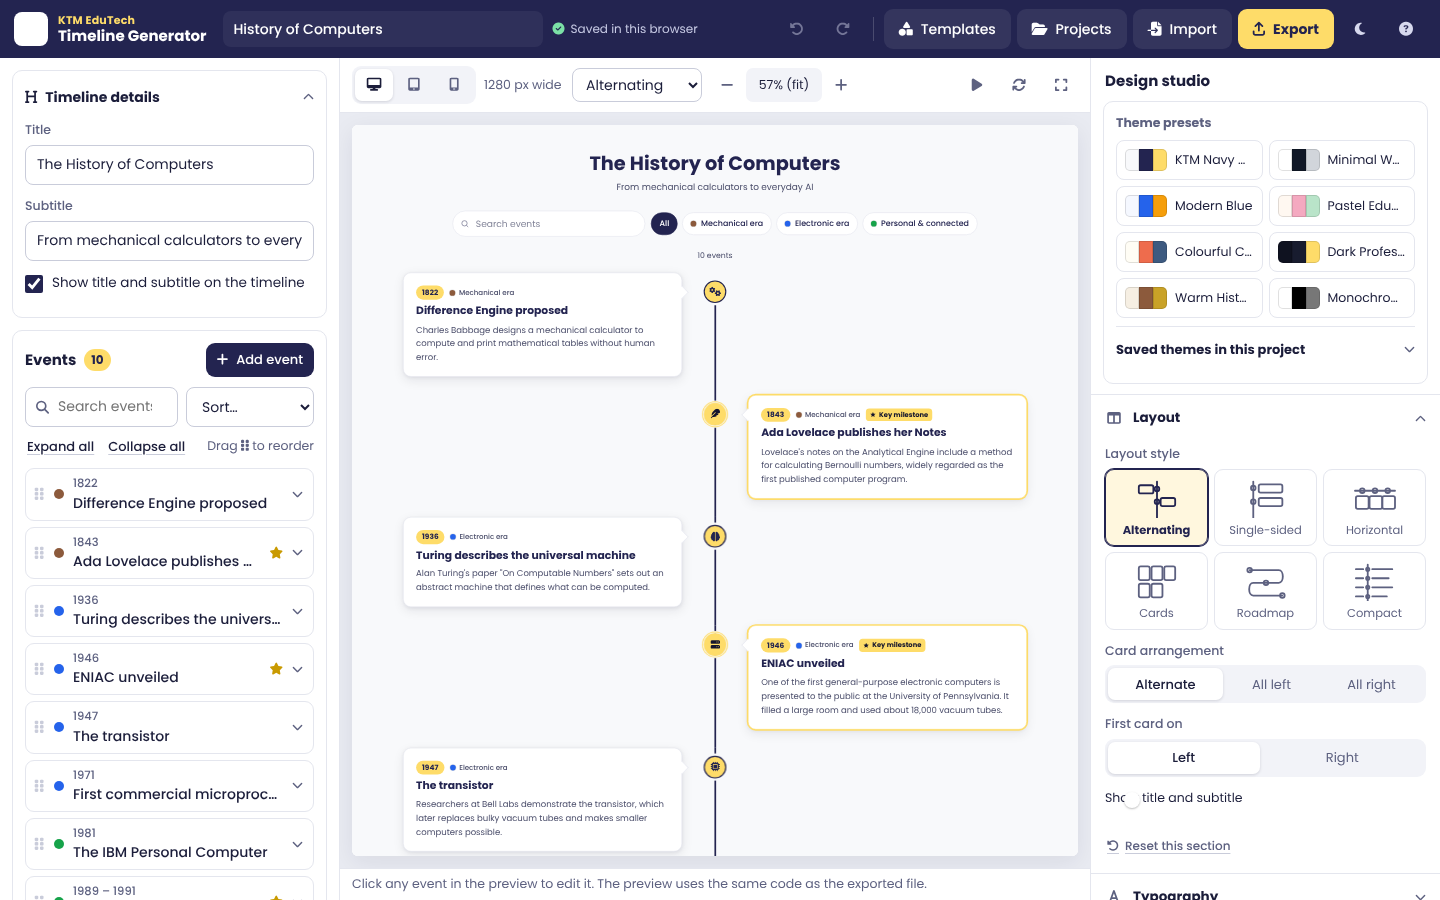 KTM EduTech
Timeline Generator
History of Computers
Saved in this browser
Templates
Projects
Import
Export
Timeline details
Title
The History of Computers
Subtitle
From mechanical calculators to every
Show title and subtitle on the timeline
Events 10
Add event
Search events
Sort...
Expand all
Collapse all
Drag to reorder
1822
Difference Engine proposed
1843
Ada Lovelace publishes ...
1936
Turing describes the univers...
1946
ENIAC unveiled
1947
The transistor
1971
First commercial microproc...
1981
The IBM Personal Computer
1989 – 1991
1280 px wide
Alternating
57% (fit)
The History of Computers
From mechanical calculators to everyday AI
Search events
All
Mechanical era
Electronic era
Personal & connected
10 events
1822 Mechanical era
Difference Engine proposed
Charles Babbage designs a mechanical calculator to
compute and print mathematical tables without human
error.
1843 Mechanical era Key milestone
Ada Lovelace publishes her Notes
Lovelace's notes on the Analytical Engine include a method
for calculating Bernoulli numbers, widely regarded as the
first published computer program.
1936 Electronic era
Turing describes the universal machine
Alan Turing's paper "On Computable Numbers" sets out an
abstract machine that defines what can be computed.
1946 Electronic era Key milestone
ENIAC unveiled
One of the first general-purpose electronic computers is
presented to the public at the University of Pennsylvania. It
filled a large room and used about 18,000 vacuum tubes.
1947 Electronic era
The transistor
Researchers at Bell Labs demonstrate the transistor, which
later replaces bulky vacuum tubes and makes smaller
computers possible.
Click any event in the preview to edit it. The preview uses the same code as the exported file.
Design studio
Theme presets
KTM Navy ...
Minimal W...
Modern Blue
Pastel Edu...
Colourful C...
Dark Profes...
Warm Hist...
Monochro...
Saved themes in this project
Layout
Layout style
Alternating
Single-sided
Horizontal
Cards
Roadmap
Compact
Card arrangement
Alternate
All left
All right
First card on
Left
Right
title and subtitle
Reset this section
Typography